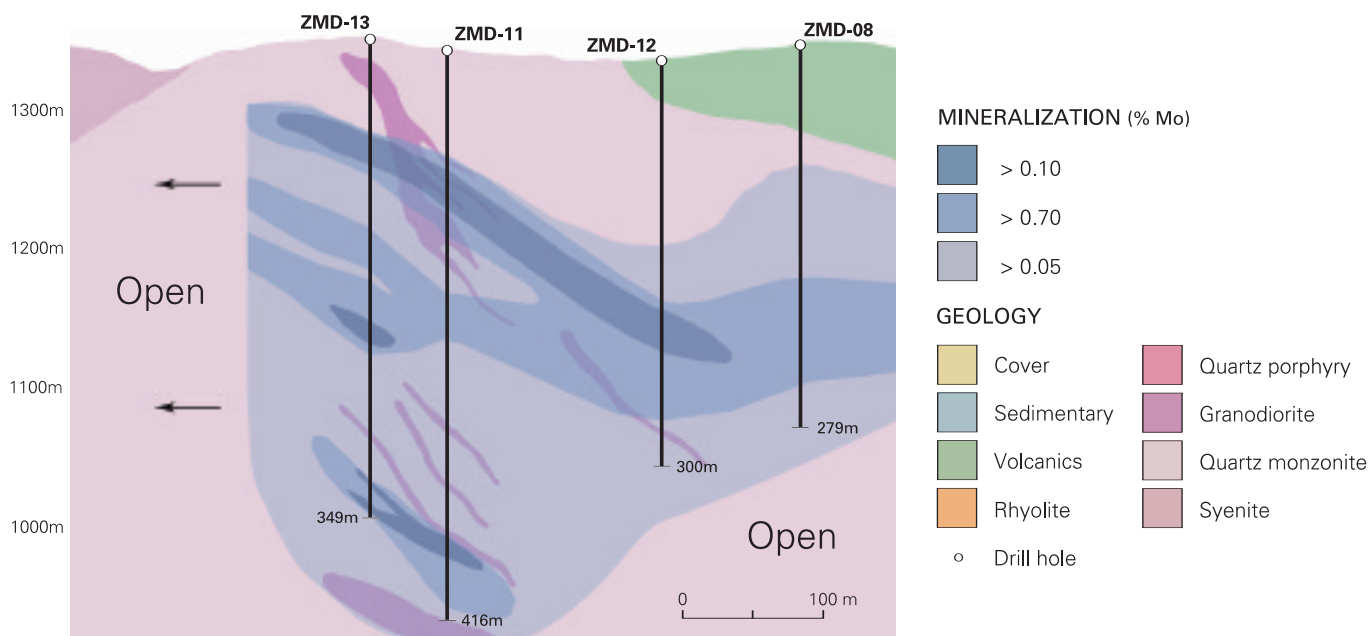 ZMD-13
ZMD-11
ZMD-12
ZMD-08
1300m
1200m
1100m
1000m
Open
Open
349m
416m
300m
279m
0
100 m
MINERALIZATION (% Mo)
> 0.10
> 0.70
> 0.05
GEOLOGY
Cover
Sedimentary
Volcanics
Rhyolite
Drill hole
Quartz porphyry
Granodiorite
Quartz monzonite
Syenite